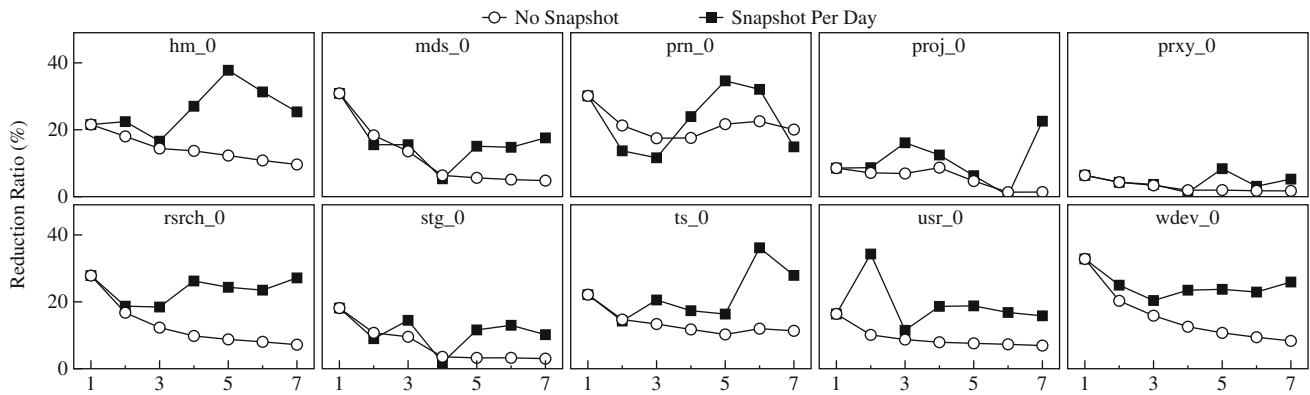 No Snapshot Snapshot Per Day
hm_0 mds_0 prn_0 proj_0 prxy_0
40
20
0
rsrch_0 stg_0 ts_0 usr_0 wdev_0
40
20
0
Reduction Ratio (%)
1 3 5 7 1 3 5 7 1 3 5 7 1 3 5 7 1 3 5 7